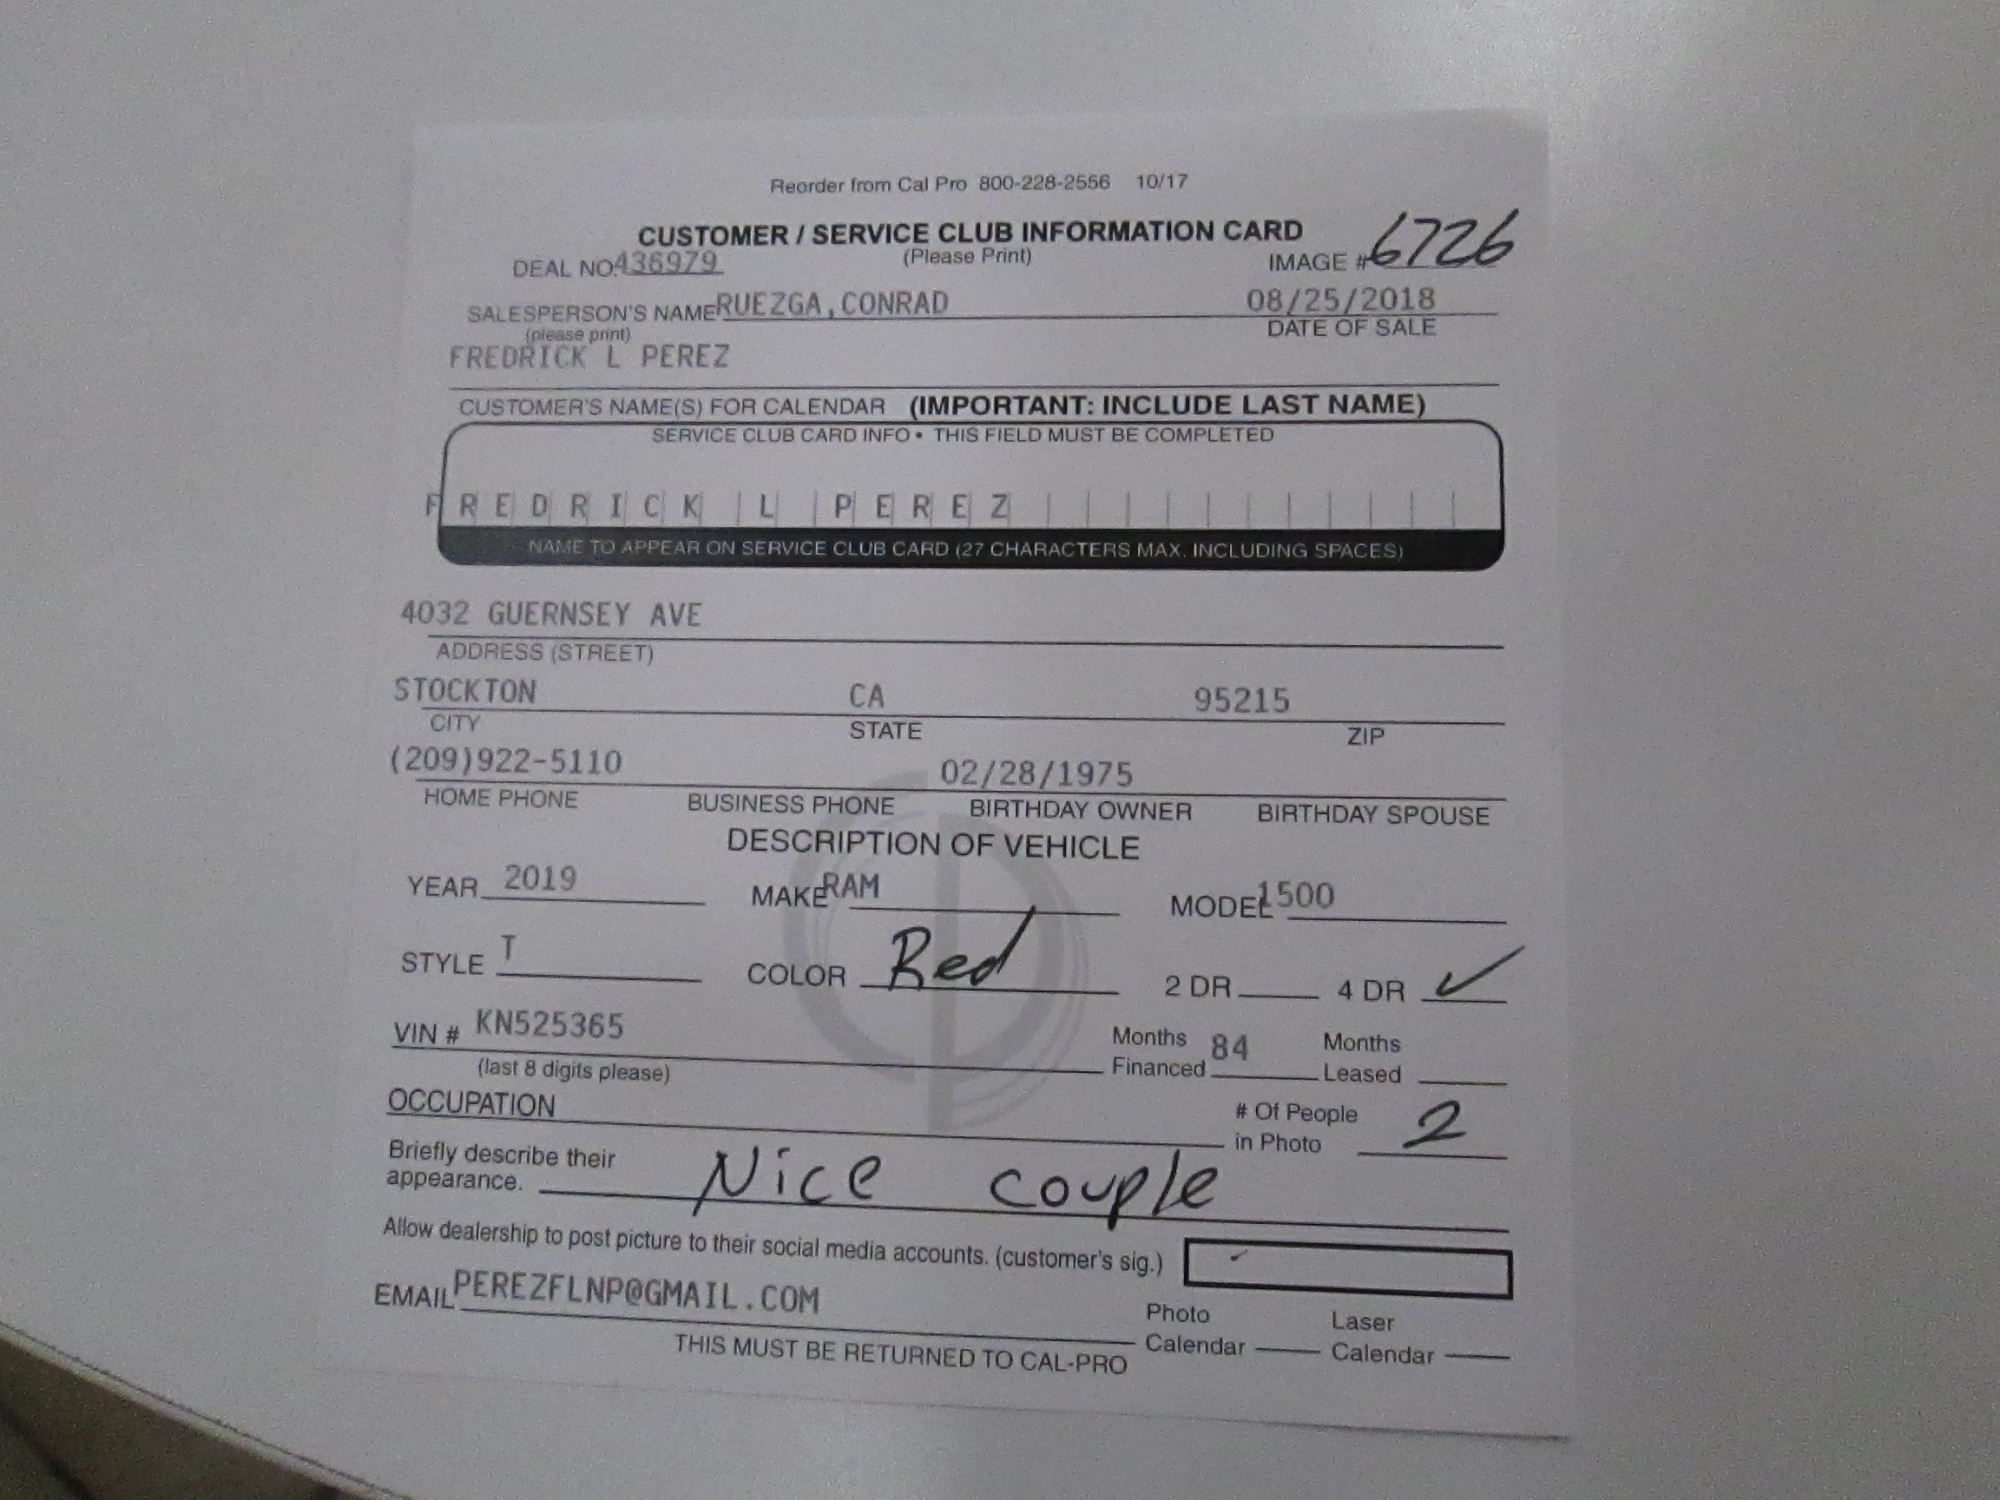 Reorder from Cal Pro 800-228-2556 10/17
CUSTOMER / SERVICE CLUB INFORMATION CARD
(Please Print)
DEAL NO. 436979 IMAGE # 6726
SALESPERSON'S NAME RUEZGA,CONRAD 08/25/2018
(please print) DATE OF SALE
FREDRICK L PEREZ
CUSTOMER'S NAME(S) FOR CALENDAR (IMPORTANT: INCLUDE LAST NAME)
SERVICE CLUB CARD INFO • THIS FIELD MUST BE COMPLETED
FREDRICK L PEREZ
NAME TO APPEAR ON SERVICE CLUB CARD (27 CHARACTERS MAX. INCLUDING SPACES)
4032 GUERNSEY AVE
ADDRESS (STREET)
STOCKTON CA 95215
CITY STATE ZIP
(209)922-5110 02/28/1975
HOME PHONE BUSINESS PHONE BIRTHDAY OWNER BIRTHDAY SPOUSE
DESCRIPTION OF VEHICLE
YEAR 2019 MAKE RAM MODEL 1500
STYLE T COLOR Red 2 DR 4 DR ✓
VIN # KN525365 Months Financed 84 Months Leased
(last 8 digits please)
OCCUPATION # Of People in Photo 2
Briefly describe their appearance. Nice couple
Allow dealership to post picture to their social media accounts. (customer's sig.)
EMAIL PEREZFLNP@GMAIL.COM Photo Calendar Laser Calendar
THIS MUST BE RETURNED TO CAL-PRO